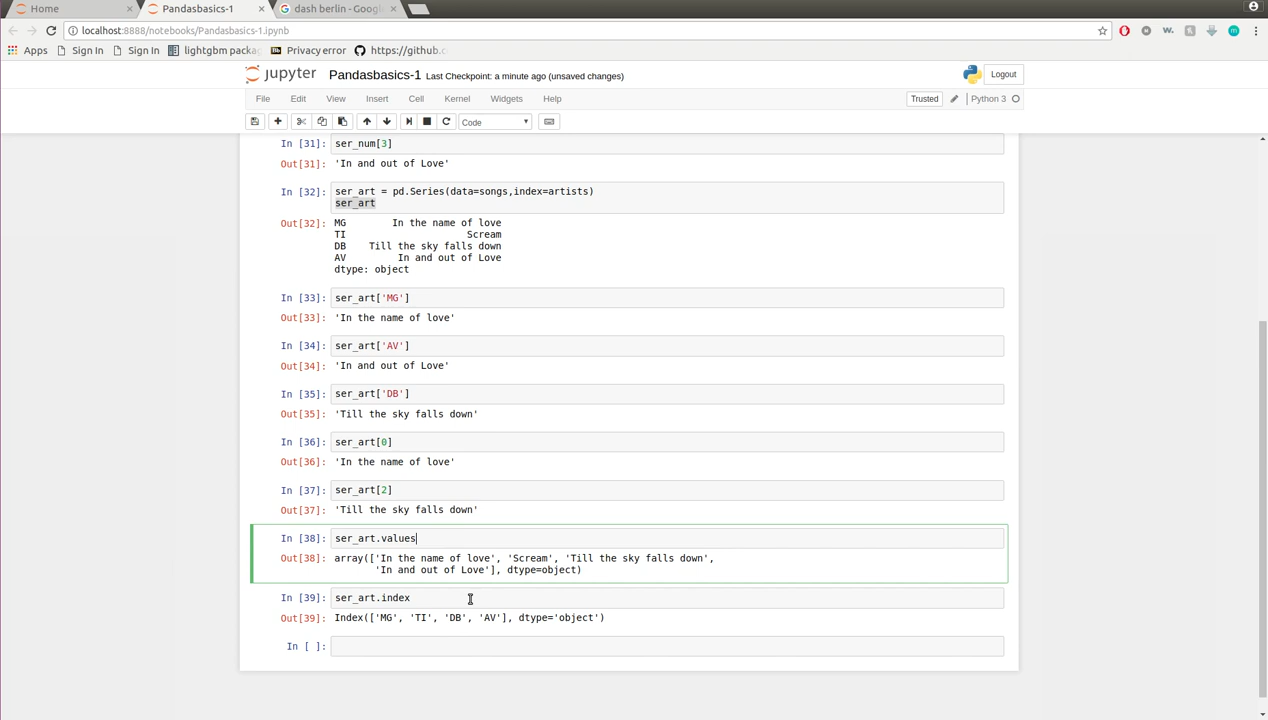 Home
Pandasbasics-1
dash berlin - Goog
localhost:8888/notebooks/Pandasbasics-1.ipynb
Apps Sign In Sign In lightgbm packa Privacy error https://github.
jupyter Pandasbasics-1 Last Checkpoint: a minute ago (unsaved changes) Logout
File Edit View Insert Cell Kernel Widgets Help Trusted Python 3
Code
In [31]: ser_num[3]
Out[31]: 'In and out of Love'
In [32]: ser_art = pd.Series(data=songs,index=artists)
ser_art
Out[32]: MG In the name of love
TI Scream
DB Till the sky falls down
AV In and out of Love
dtype: object
In [33]: ser_art['MG']
Out[33]: 'In the name of love'
In [34]: ser_art['AV']
Out[34]: 'In and out of Love'
In [35]: ser_art['DB']
Out[35]: 'Till the sky falls down'
In [36]: ser_art[0]
Out[36]: 'In the name of love'
In [37]: ser_art[2]
Out[37]: 'Till the sky falls down'
In [38]: ser_art.values
Out[38]: array(['In the name of love', 'Scream', 'Till the sky falls down',
'In and out of Love'], dtype=object)
In [39]: ser_art.index
Out[39]: Index(['MG', 'TI', 'DB', 'AV'], dtype='object')
In [ ]: